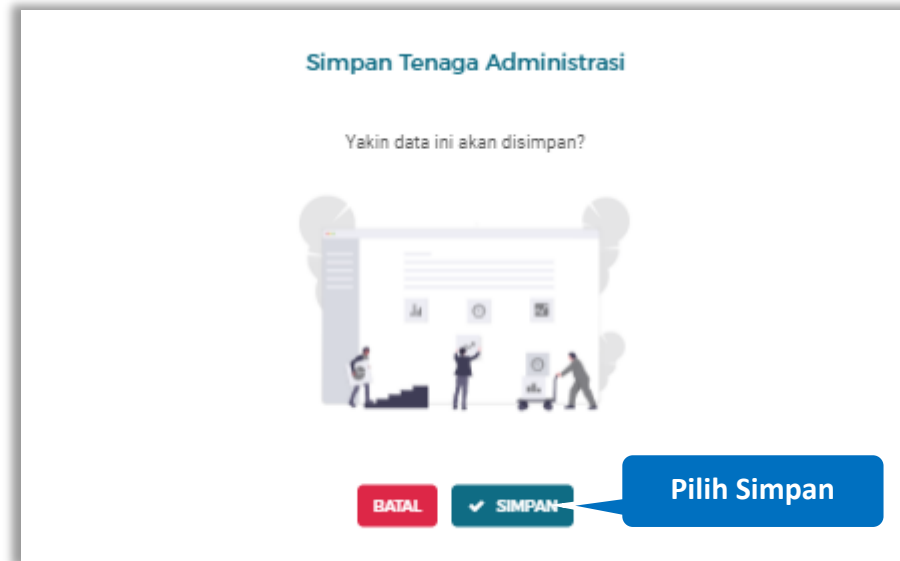 Simpan Tenaga Administrasi
Yakin data ini akan disimpan?
BATAL
SIMPAN
Pilih Simpan